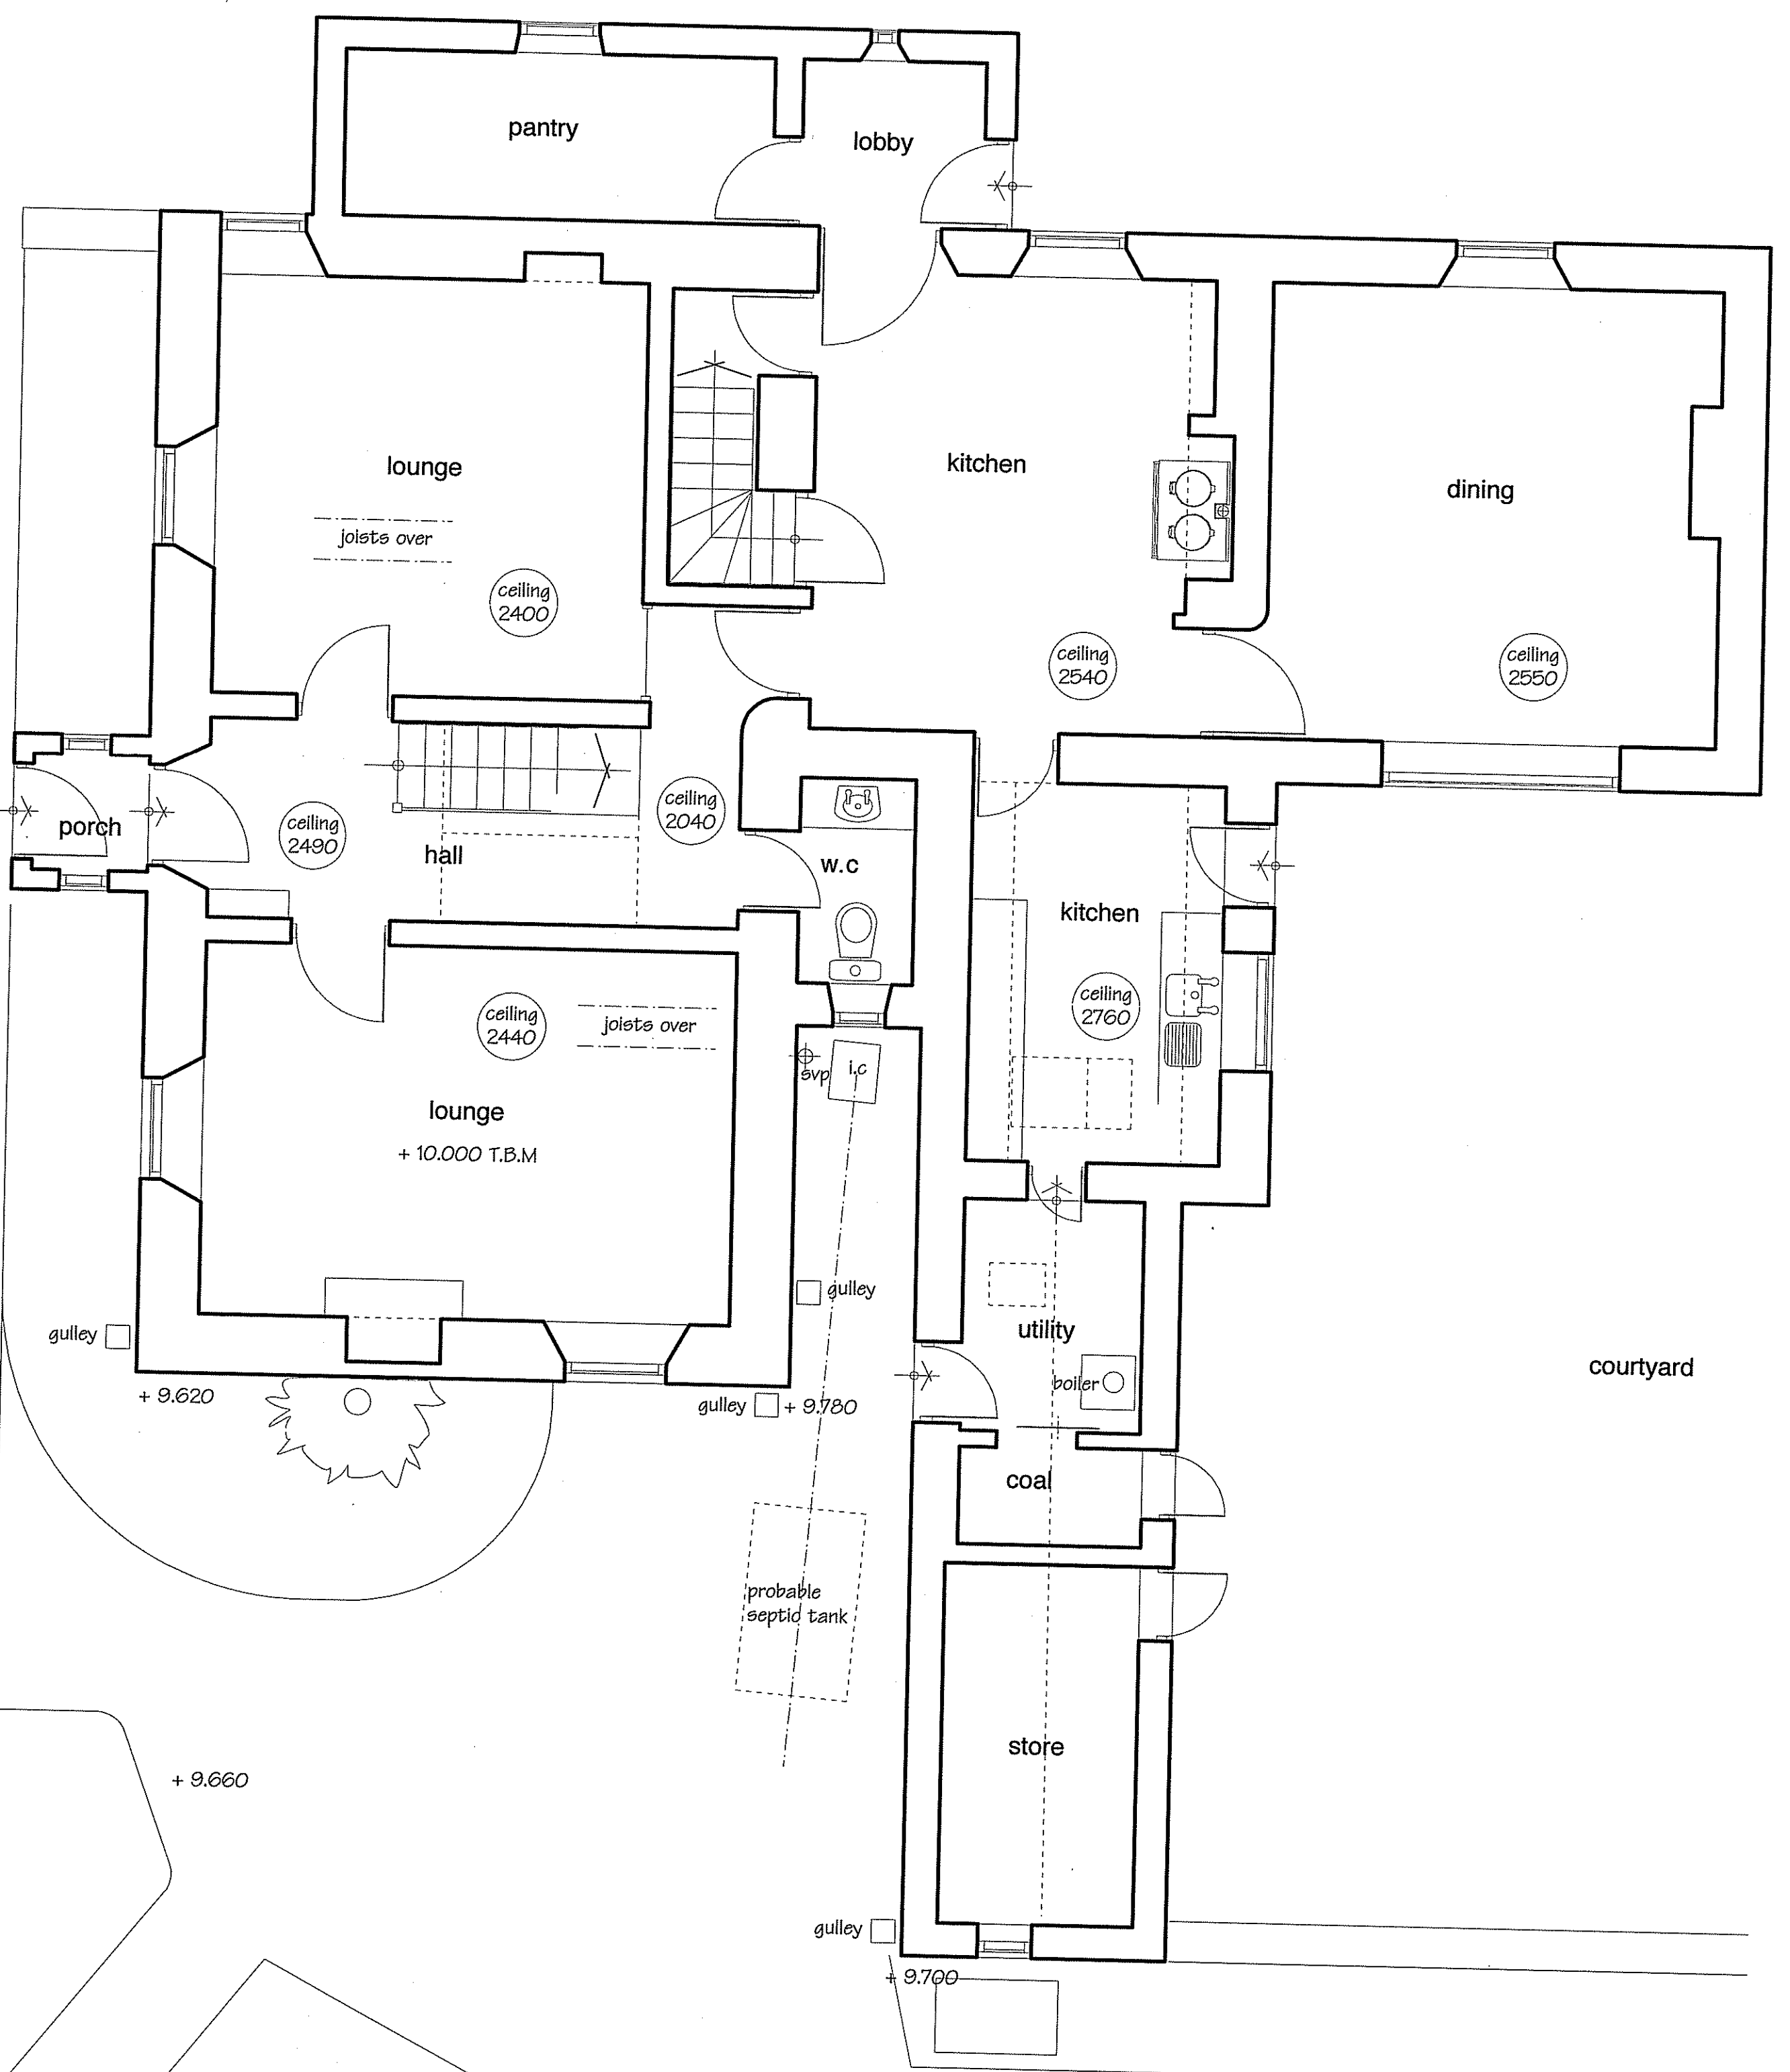 pantry
lobby
lounge
joists over
ceiling
2400
kitchen
dining
ceiling
2540
ceiling
2550
porch
ceiling
2490
hall
ceiling
2040
w.c
kitchen
ceiling
2760
ceiling
2440
joists over
svp
i.c
lounge
+ 10.000 T.B.M
gulley
gulley
utility
boiler
courtyard
+ 9.620
gulley
+ 9.780
coal
probable
septic tank
store
+ 9.660
gulley
+ 9.700